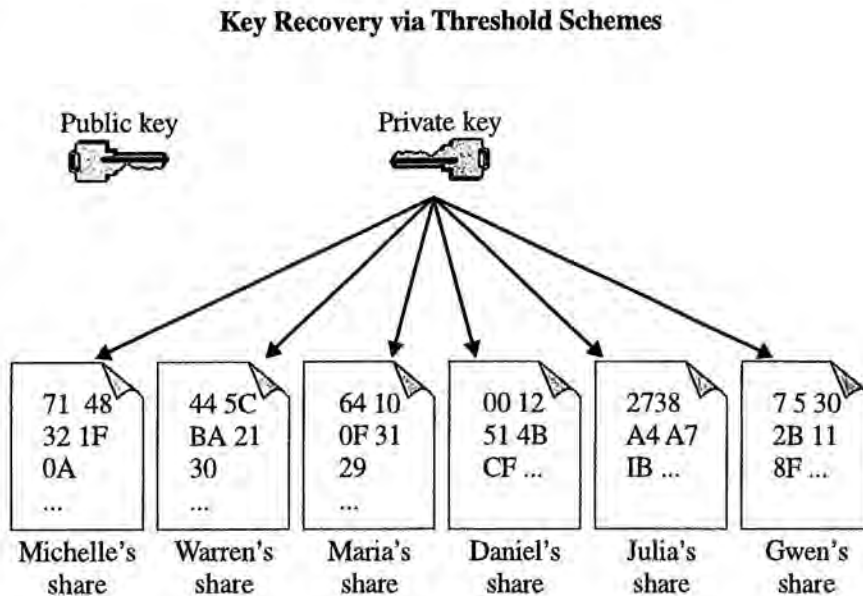 Key Recovery via Threshold Schemes
Public key
Private key
71 48
32 1F
0A
...
44 5C
BA 21
30
...
64 10
0F 31
29
...
00 12
51 4B
CF ...
2738
A4 A7
IB ...
7 5 30
2B 11
8F ...
Michelle's
share
Warren's
share
Maria's
share
Daniel's
share
Julia's
share
Gwen's
share